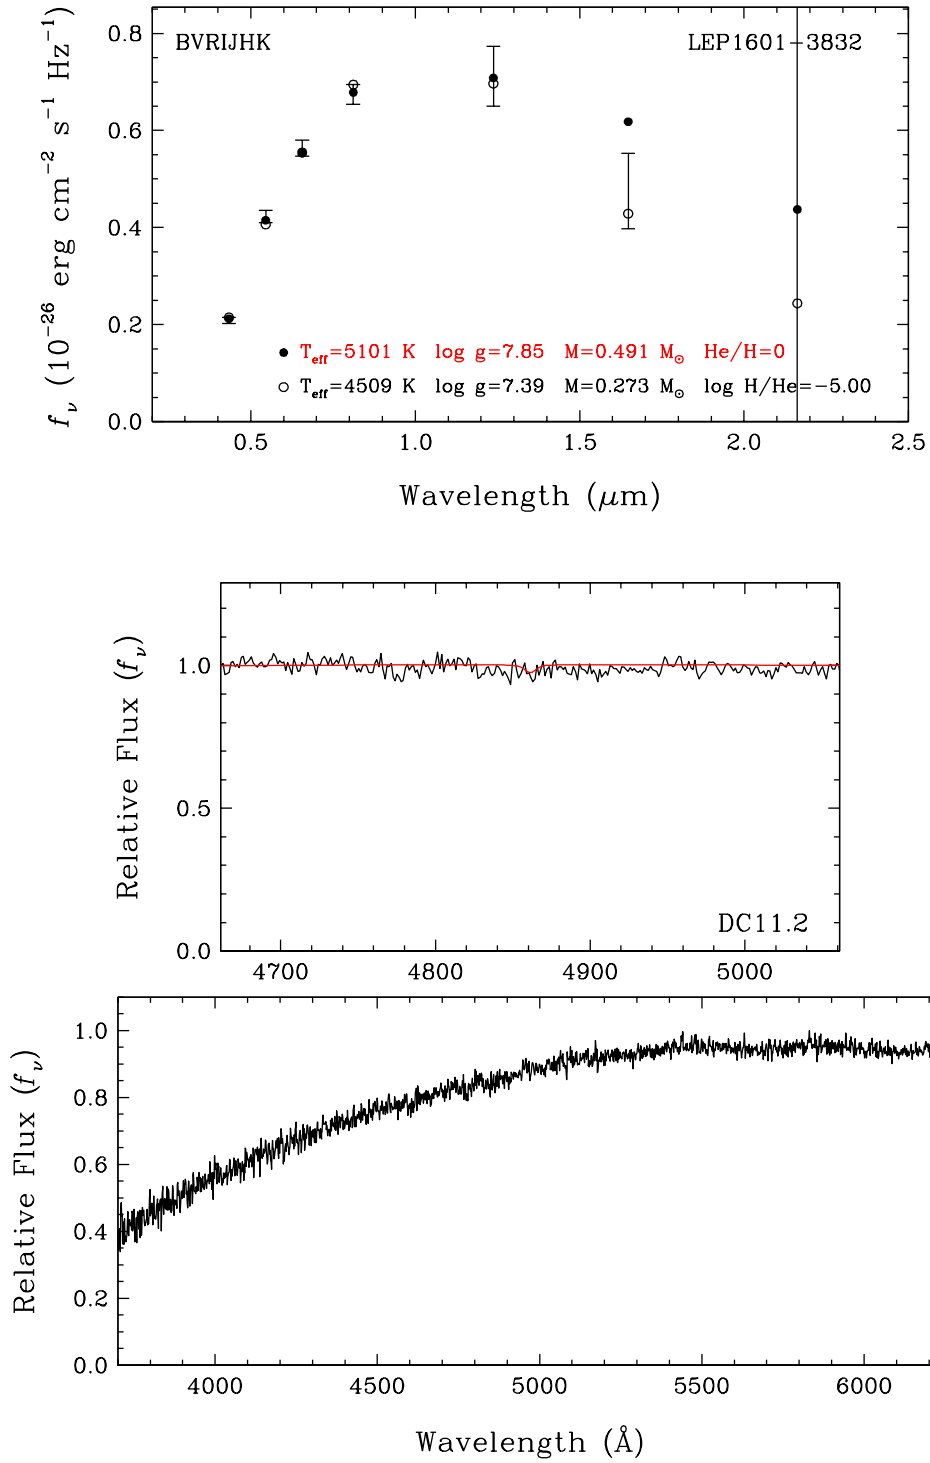 BVRIJHK LEP1601−3832
f_ν (10⁻²⁶ erg cm⁻² s⁻¹ Hz⁻¹)
0.8
0.6
0.4
0.2
0.0
T_eff=5101 K log g=7.85 M=0.491 M_⊙ He/H=0
T_eff=4509 K log g=7.39 M=0.273 M_⊙ log H/He=−5.00
0.5 1.0 1.5 2.0 2.5
Wavelength (μm)
Relative Flux (f_ν)
1.0
0.5
0.0
DC11.2
4700 4800 4900 5000
Relative Flux (f_ν)
1.0
0.8
0.6
0.4
0.2
0.0
4000 4500 5000 5500 6000
Wavelength (Å)